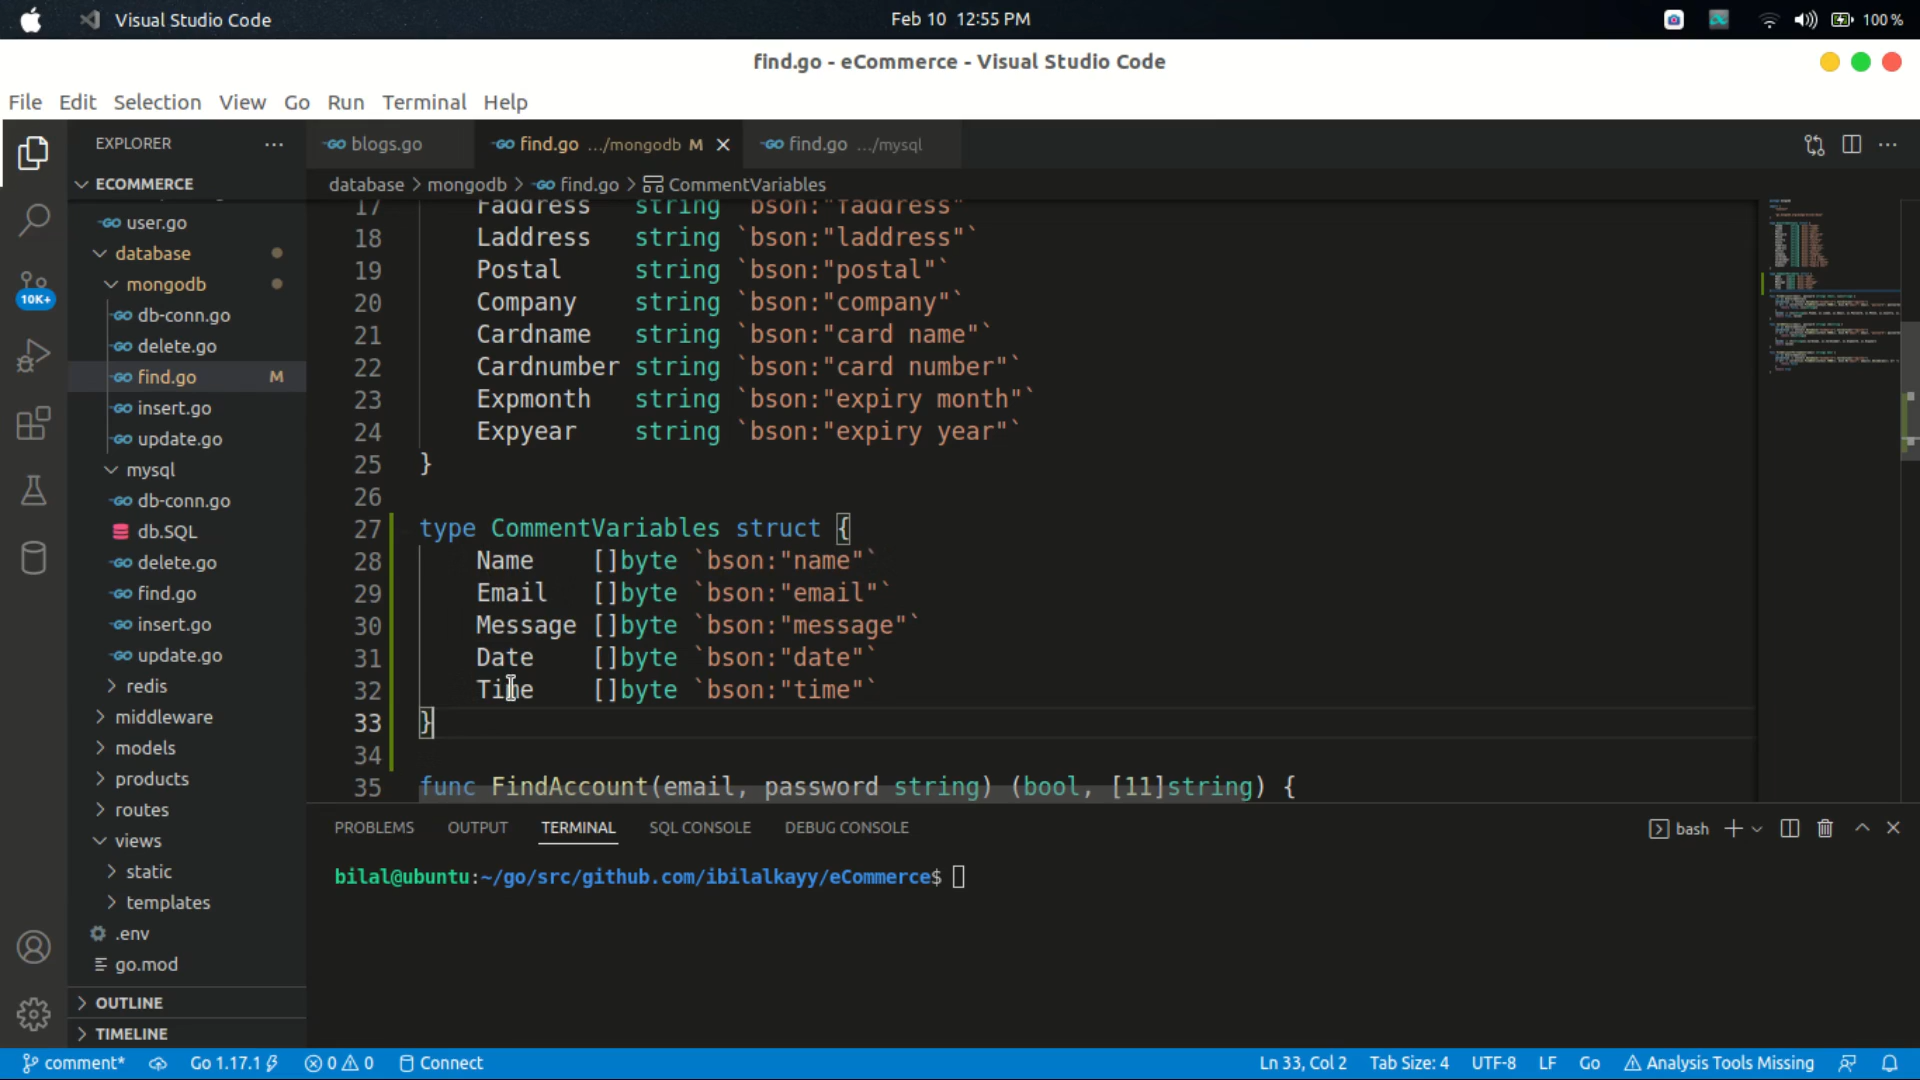 Visual Studio Code
Feb 10 12:55 PM
100 %
find.go - eCommerce - Visual Studio Code
File Edit Selection View Go Run Terminal Help
EXPLORER
ECOMMERCE
user.go
database
mongodb
db-conn.go
delete.go
find.go M
insert.go
update.go
mysql
db-conn.go
db.SQL
delete.go
find.go
insert.go
update.go
redis
middleware
models
products
routes
views
static
templates
.env
go.mod
OUTLINE
TIMELINE
10K+
blogs.go
find.go .../mongodb M
find.go .../mysql
database > mongodb > find.go > CommentVariables
17 Faddress string `bson:"faddress"
18 Laddress string `bson:"laddress"`
19 Postal string `bson:"postal"`
20 Company string `bson:"company"`
21 Cardname string `bson:"card name"`
22 Cardnumber string `bson:"card number"`
23 Expmonth string `bson:"expiry month"`
24 Expyear string `bson:"expiry year"`
25 }
26
27 type CommentVariables struct {
28 Name []byte `bson:"name"`
29 Email []byte `bson:"email"`
30 Message []byte `bson:"message"`
31 Date []byte `bson:"date"`
32 Time []byte `bson:"time"`
33 }
34
35 func FindAccount(email, password string) (bool, [11]string) {
PROBLEMS OUTPUT TERMINAL SQL CONSOLE DEBUG CONSOLE
bash
bilal@ubuntu:~/go/src/github.com/ibilalkayy/eCommerce$
comment* Go 1.17.1 0 0 Connect
Ln 33, Col 2 Tab Size: 4 UTF-8 LF Go Analysis Tools Missing